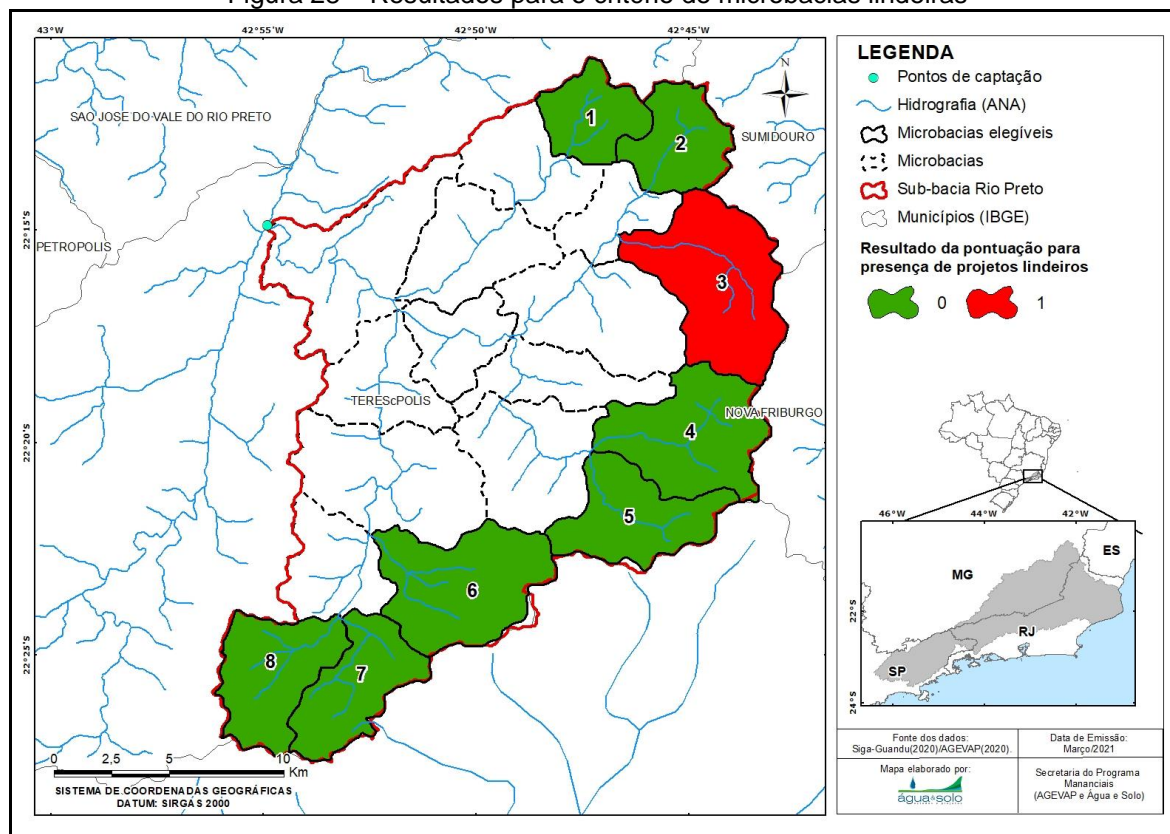 Figura 28 – Resultados para o critério de microbacias lindeiras
43°W
42°55'W
42°50'W
42°45'W
N
SAO JOSE DO VALE DO RIO PRETO
SUMIDOURO
1
2
22°15'S
PETROPOLIS
3
TEREScPOLIS
NOVA FRIBURGO
4
22°20'S
5
6
22°25'S
8
7
0 2,5 5 10
Km
SISTEMA DE COORDENADAS GEOGRÁFICAS
DATUM: SIRGAS 2000
LEGENDA
Pontos de captação
Hidrografia (ANA)
Microbacias elegíveis
Microbacias
Sub-bacia Rio Preto
Municípios (IBGE)
Resultado da pontuação para
presença de projetos lindeiros
0 1
46°W
44°W
42°W
ES
MG
22°S
RJ
SP
24°S
Fonte dos dados:
Siga-Guandu(2020)/AGEVAP(2020).
Data de Emissão:
Março/2021
Mapa elaborado por:
água&solo
Secretaria do Programa
Mananciais
(AGEVAP e Água e Solo)